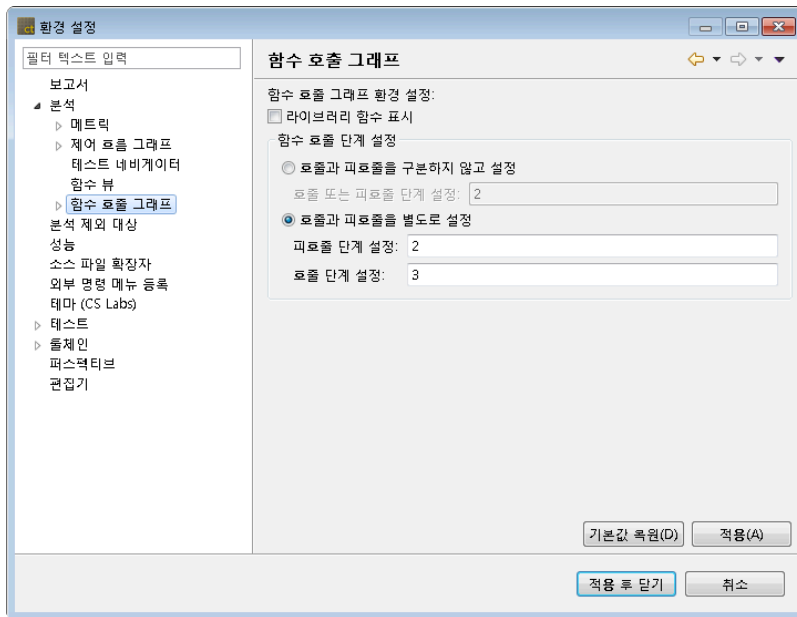 ct 환경 설정
필터 텍스트 입력
함수 호출 그래프
보고서
분석
메트릭
제어 흐름 그래프
테스트 네비게이터
함수 뷰
함수 호출 그래프
분석 제외 대상
성능
소스 파일 확장자
외부 명령 메뉴 등록
테마 (CS Labs)
테스트
툴체인
퍼스펙티브
편집기
함수 호출 그래프 환경 설정:
라이브러리 함수 표시
함수 호출 단계 설정
호출과 피호출을 구분하지 않고 설정
호출 또는 피호출 단계 설정: 2
호출과 피호출을 별도로 설정
피호출 단계 설정: 2
호출 단계 설정: 3
기본값 복원(D) 적용(A)
적용 후 닫기 취소